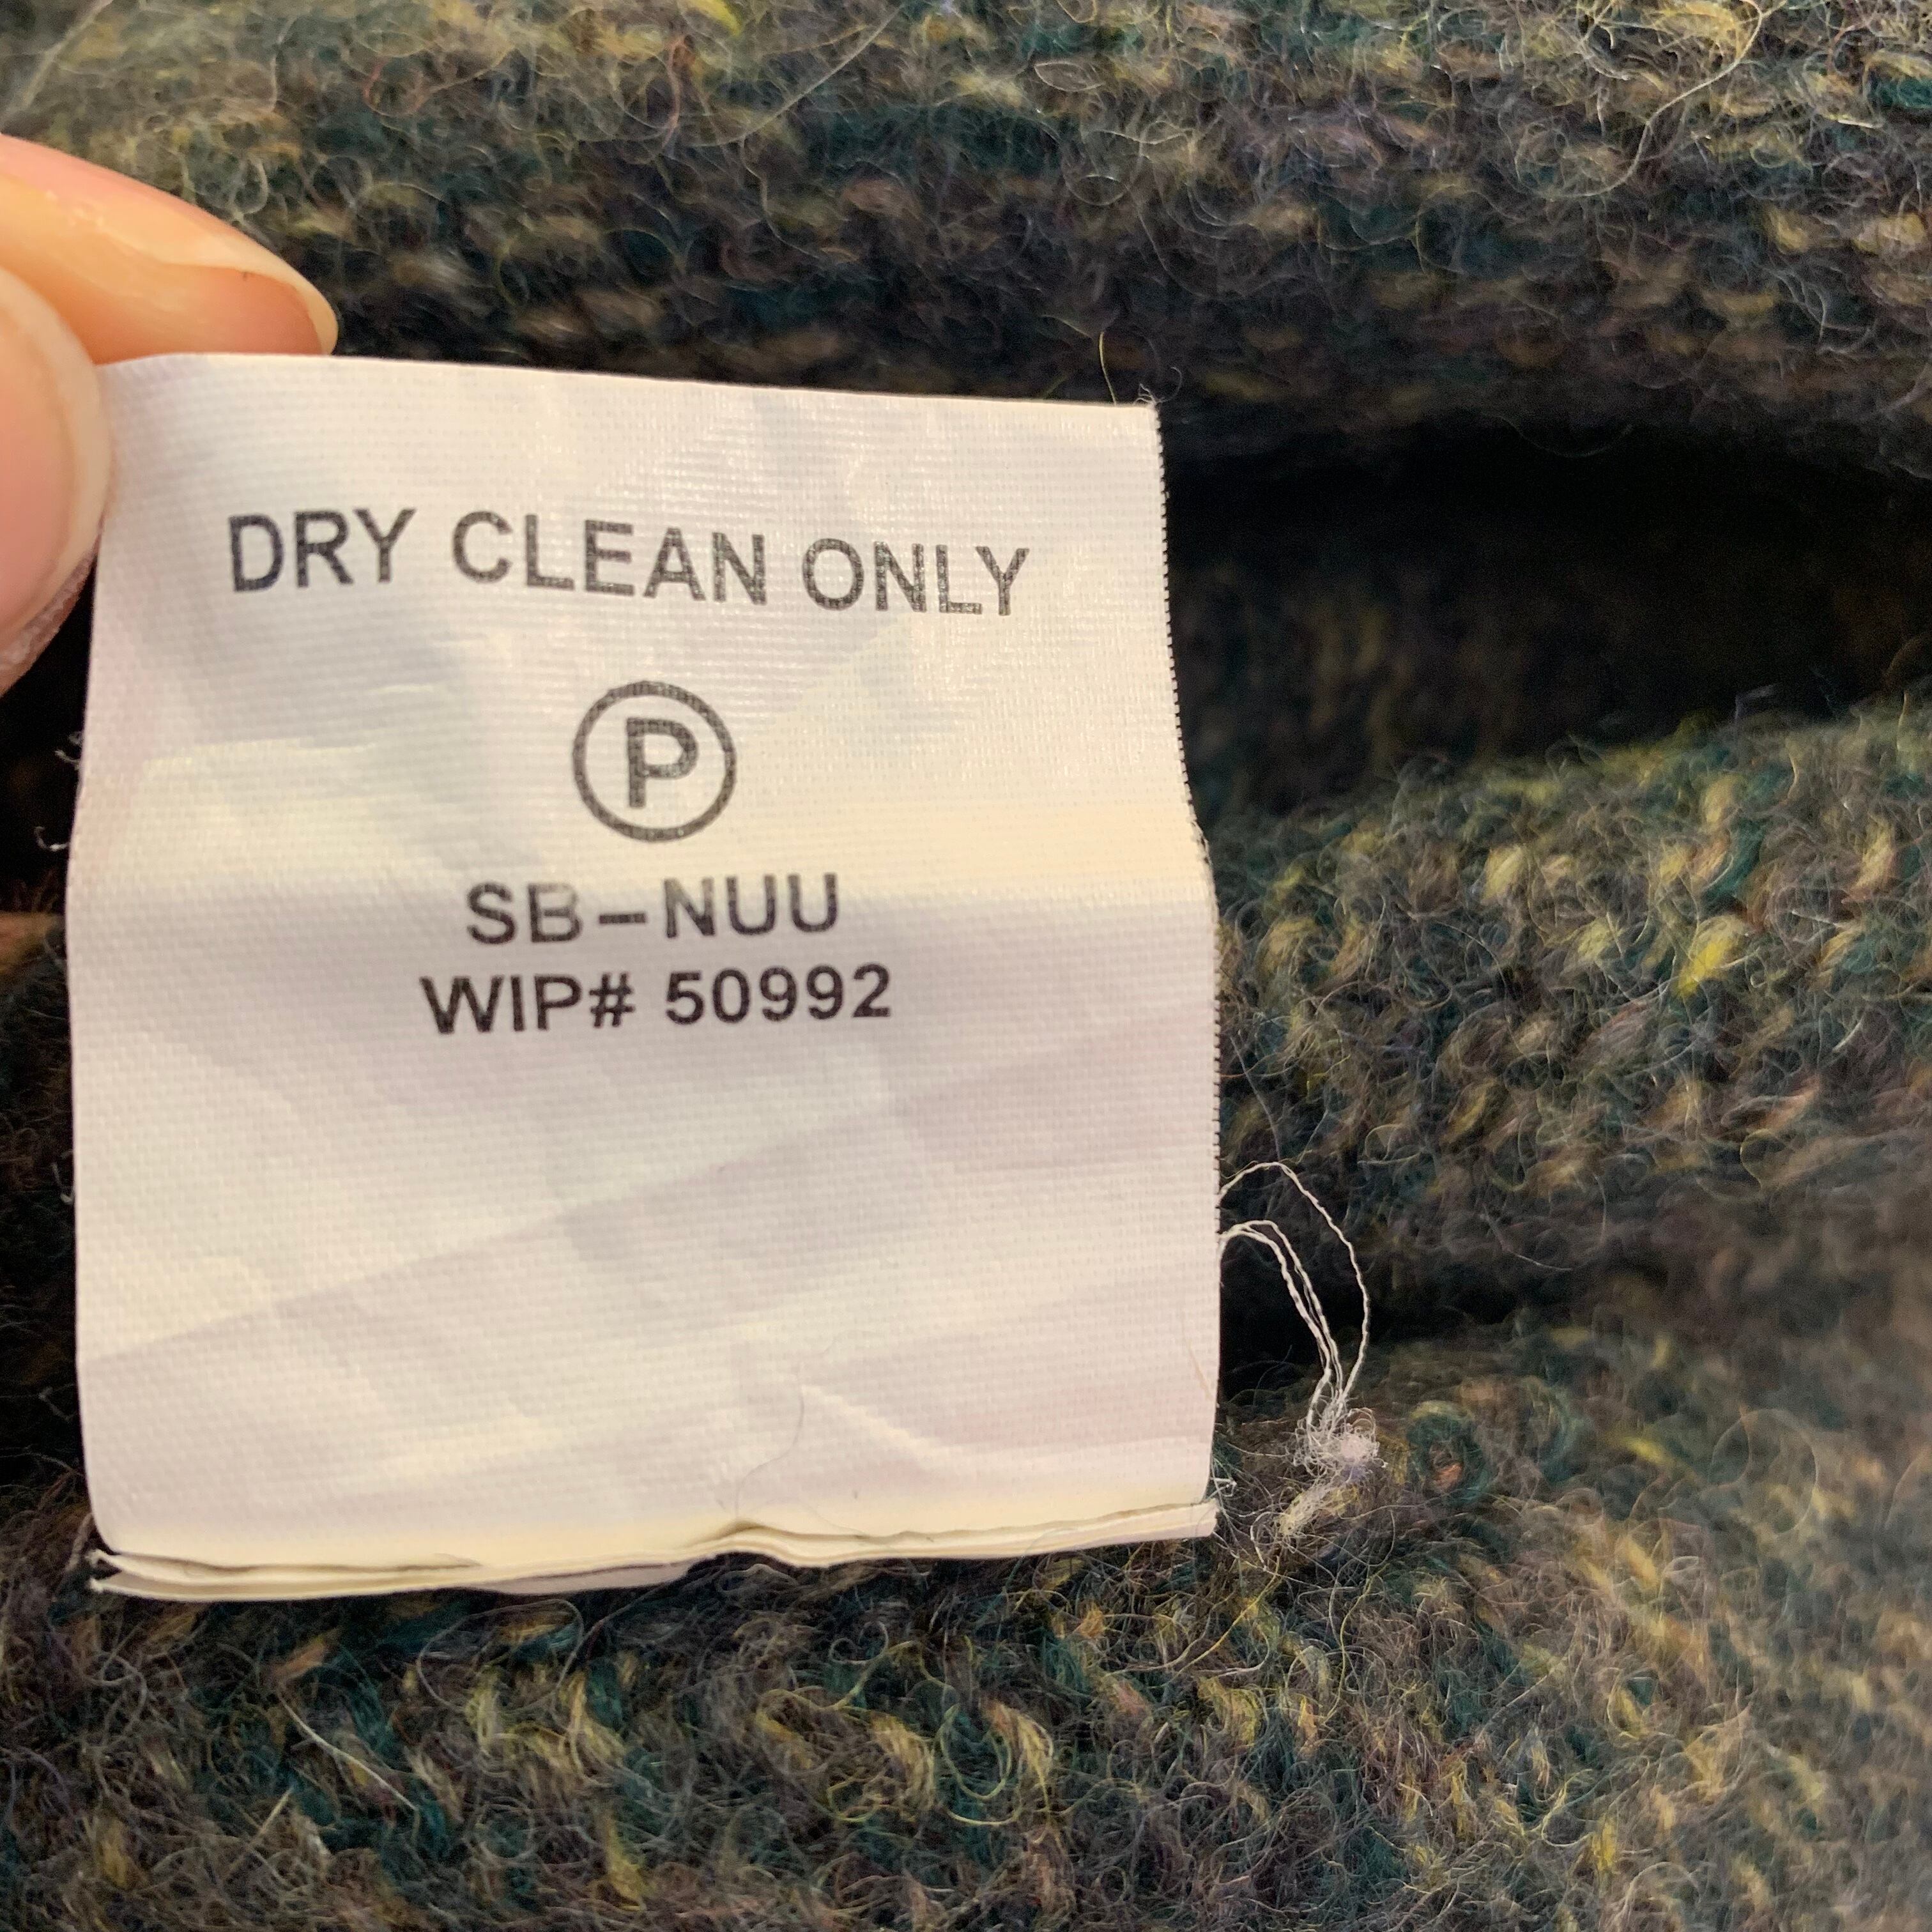 DRY CLEAN ONLY
P
SB-NUU
WIP# 50992